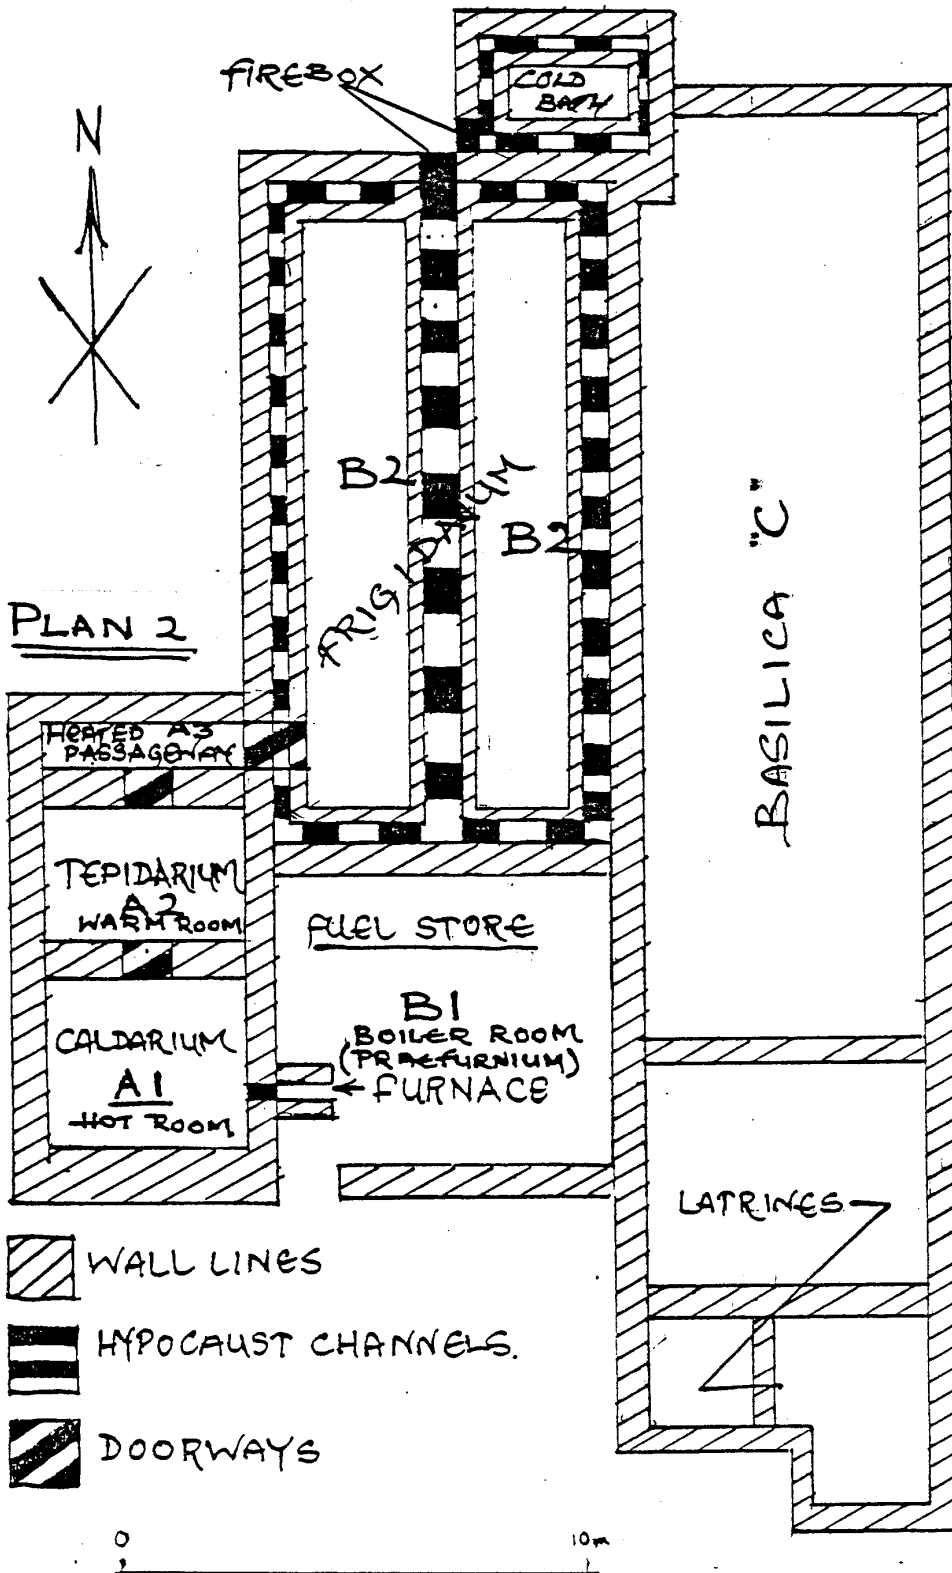 FIREBOX
COLD
BATH
N
B2
FRIGIDARIUM
B2
BASILICA "C"
PLAN 2
HEATED A3
PASSAGEWAY
TEPIDARIUM
A2
WARM ROOM
FUEL STORE
B1
BOILER ROOM
(PRAEFURNIUM)
FURNACE
CALDARIUM
A1
HOT ROOM
LATRINES
WALL LINES
HYPOCAUST CHANNELS.
DOORWAYS
0 10m